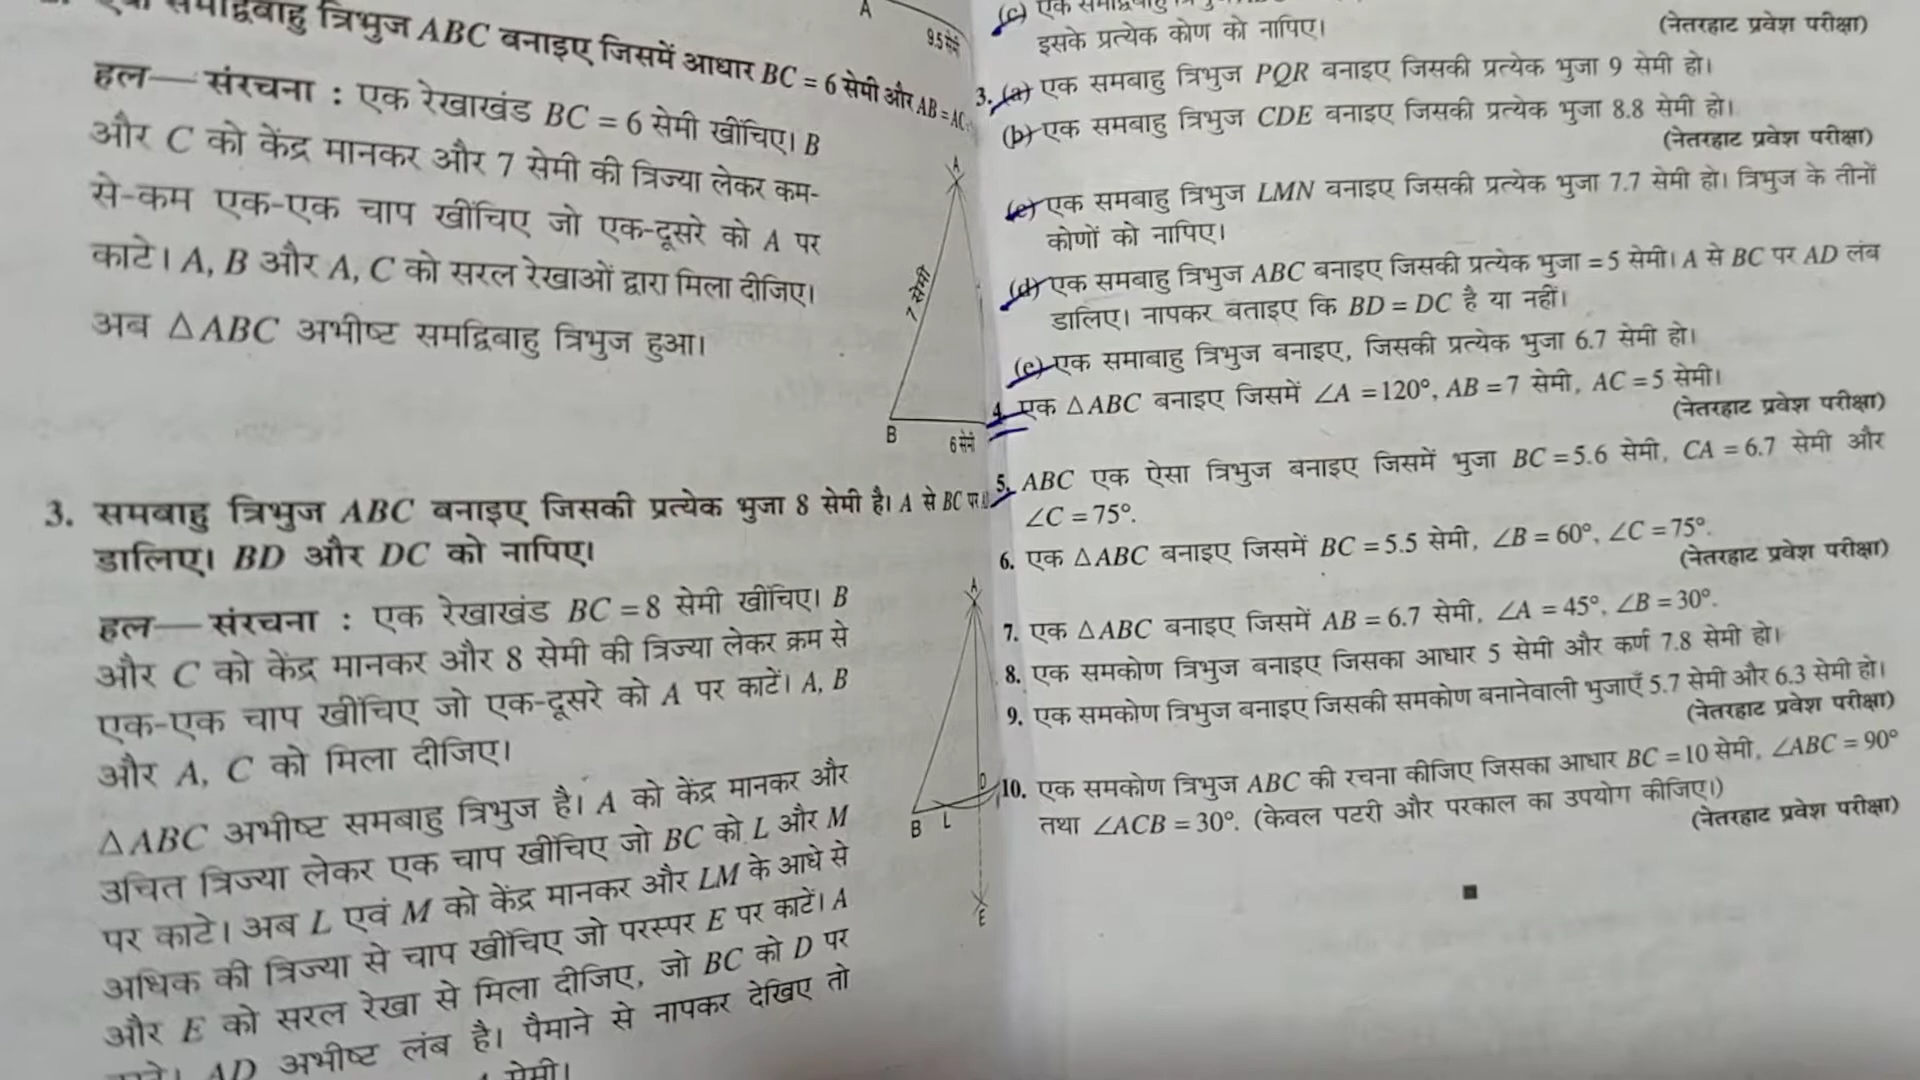 समद्विबाहु त्रिभुज ABC बनाइए जिसमें आधार BC = 6 सेमी और AB = AC
हल— संरचना : एक रेखाखंड BC = 6 सेमी खींचिए। B
और C को केंद्र मानकर और 7 सेमी की त्रिज्या लेकर कम-
से-कम एक-एक चाप खींचिए जो एक-दूसरे को A पर
काटे। A, B और A, C को सरल रेखाओं द्वारा मिला दीजिए।
अब △ABC अभीष्ट समद्विबाहु त्रिभुज हुआ।
A
9.5 सेमी
A
7 सेमी
B
6 सेमी
3. समबाहु त्रिभुज ABC बनाइए जिसकी प्रत्येक भुजा 8 सेमी है। A से BC पर
डालिए। BD और DC को नापिए।
हल— संरचना : एक रेखाखंड BC = 8 सेमी खींचिए। B
और C को केंद्र मानकर और 8 सेमी की त्रिज्या लेकर क्रम से
एक-एक चाप खींचिए जो एक-दूसरे को A पर काटें। A, B
और A, C को मिला दीजिए।
△ABC अभीष्ट समबाहु त्रिभुज है। A को केंद्र मानकर और
उचित त्रिज्या लेकर एक चाप खींचिए जो BC को L और M
पर काटे। अब L एवं M को केंद्र मानकर और LM के आधे से
अधिक की त्रिज्या से चाप खींचिए जो परस्पर E पर काटें। A
और E को सरल रेखा से मिला दीजिए, जो BC को D पर
AD अभीष्ट लंब है। पैमाने से नापकर देखिए तो
सेमी।
A
D
B L
E
(c) एक
इसके प्रत्येक कोण को नापिए।
(नेतरहाट प्रवेश परीक्षा)
3. (a) एक समबाहु त्रिभुज PQR बनाइए जिसकी प्रत्येक भुजा 9 सेमी हो।
(b) एक समबाहु त्रिभुज CDE बनाइए जिसकी प्रत्येक भुजा 8.8 सेमी हो।
(नेतरहाट प्रवेश परीक्षा)
(c) एक समबाहु त्रिभुज LMN बनाइए जिसकी प्रत्येक भुजा 7.7 सेमी हो। त्रिभुज के तीनों
कोणों को नापिए।
(d) एक समबाहु त्रिभुज ABC बनाइए जिसकी प्रत्येक भुजा = 5 सेमी। A से BC पर AD लंब
डालिए। नापकर बताइए कि BD = DC है या नहीं।
(e) एक समाबाहु त्रिभुज बनाइए, जिसकी प्रत्येक भुजा 6.7 सेमी हो।
4. एक △ABC बनाइए जिसमें ∠A = 120°, AB = 7 सेमी, AC = 5 सेमी।
(नेतरहाट प्रवेश परीक्षा)
5. ABC एक ऐसा त्रिभुज बनाइए जिसमें भुजा BC = 5.6 सेमी, CA = 6.7 सेमी और
∠C = 75°.
6. एक △ABC बनाइए जिसमें BC = 5.5 सेमी, ∠B = 60°, ∠C = 75°.
(नेतरहाट प्रवेश परीक्षा)
7. एक △ABC बनाइए जिसमें AB = 6.7 सेमी, ∠A = 45°, ∠B = 30°.
8. एक समकोण त्रिभुज बनाइए जिसका आधार 5 सेमी और कर्ण 7.8 सेमी हो।
9. एक समकोण त्रिभुज बनाइए जिसकी समकोण बनानेवाली भुजाएँ 5.7 सेमी और 6.3 सेमी हो।
(नेतरहाट प्रवेश परीक्षा)
10. एक समकोण त्रिभुज ABC की रचना कीजिए जिसका आधार BC = 10 सेमी, ∠ABC = 90°
तथा ∠ACB = 30°. (केवल पटरी और परकाल का उपयोग कीजिए।)
(नेतरहाट प्रवेश परीक्षा)